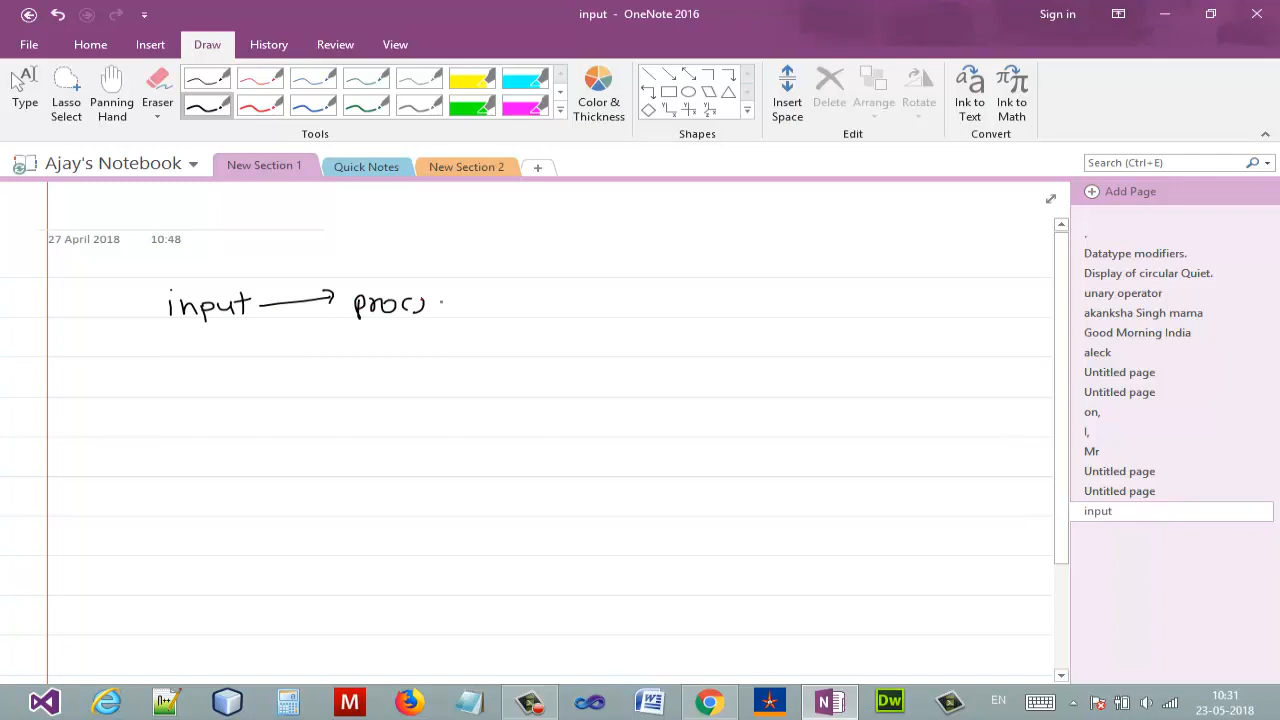 input - OneNote 2016
Sign in
File Home Insert Draw History Review View
Type
Lasso Select
Panning Hand
Eraser
Color & Thickness
Insert Space
Delete
Arrange
Rotate
Ink to Text
Ink to Math
Tools
Shapes
Edit
Convert
Ajay's Notebook
New Section 1
Quick Notes
New Section 2
Search (Ctrl+E)
Add Page
27 April 2018 10:48
.
Datatype modifiers.
Display of circular Quiet.
unary operator
akanksha Singh mama
Good Morning India
aleck
Untitled page
Untitled page
on,
I,
Mr
Untitled page
Untitled page
input
input → proc
EN
10:31
23-05-2018